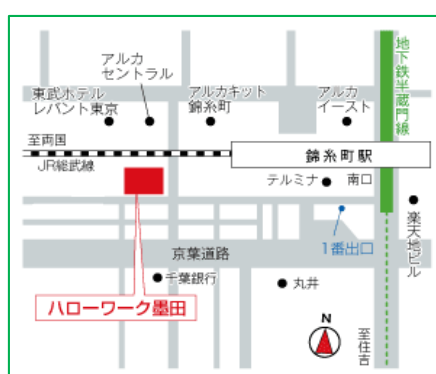 アルカ
セントラル
東武ホテル
レバント東京
アルカキット
錦糸町
アルカ
イースト
地下鉄半蔵門線
至両国
JR総武線
錦糸町駅
テルミナ
南口
楽天地ビル
1番出口
京葉道路
千葉銀行
丸井
ハローワーク墨田
N
至住吉